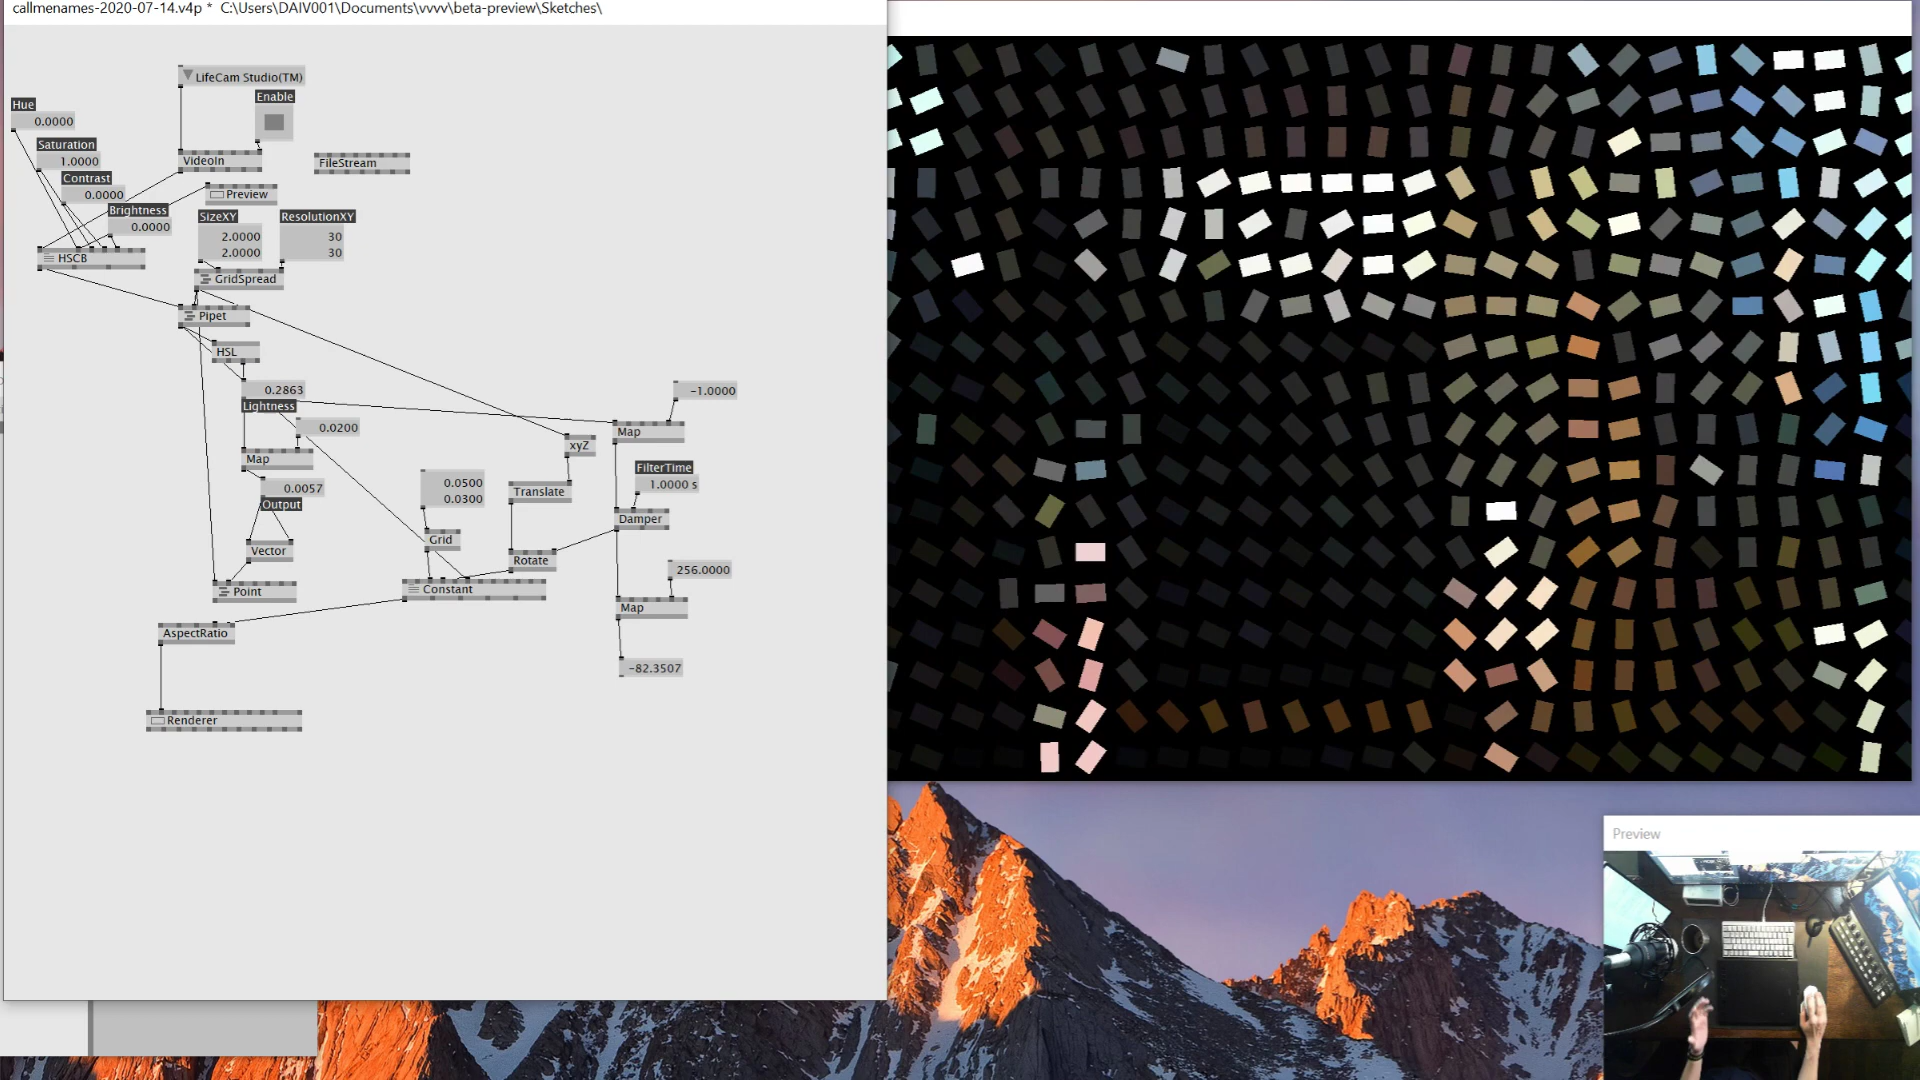 callmenames-2020-07-14.v4p * C:\Users\DAIV001\Documents\vvvv\beta-preview\Sketches\
LifeCam Studio(TM)
Hue
0.0000
Enable
Saturation
1.0000
VideoIn
FileStream
Contrast
0.0000
Preview
Brightness
0.0000
SizeXY
2.0000
2.0000
ResolutionXY
30
30
HSCB
GridSpread
Pipet
HSL
0.2863
Lightness
-1.0000
0.0200
Map
xyZ
Map
FilterTime
1.0000 s
0.0500
0.0300
0.0057
Output
Translate
Damper
Grid
Vector
Rotate
256.0000
Point
Constant
Map
AspectRatio
-82.3507
Renderer
Preview